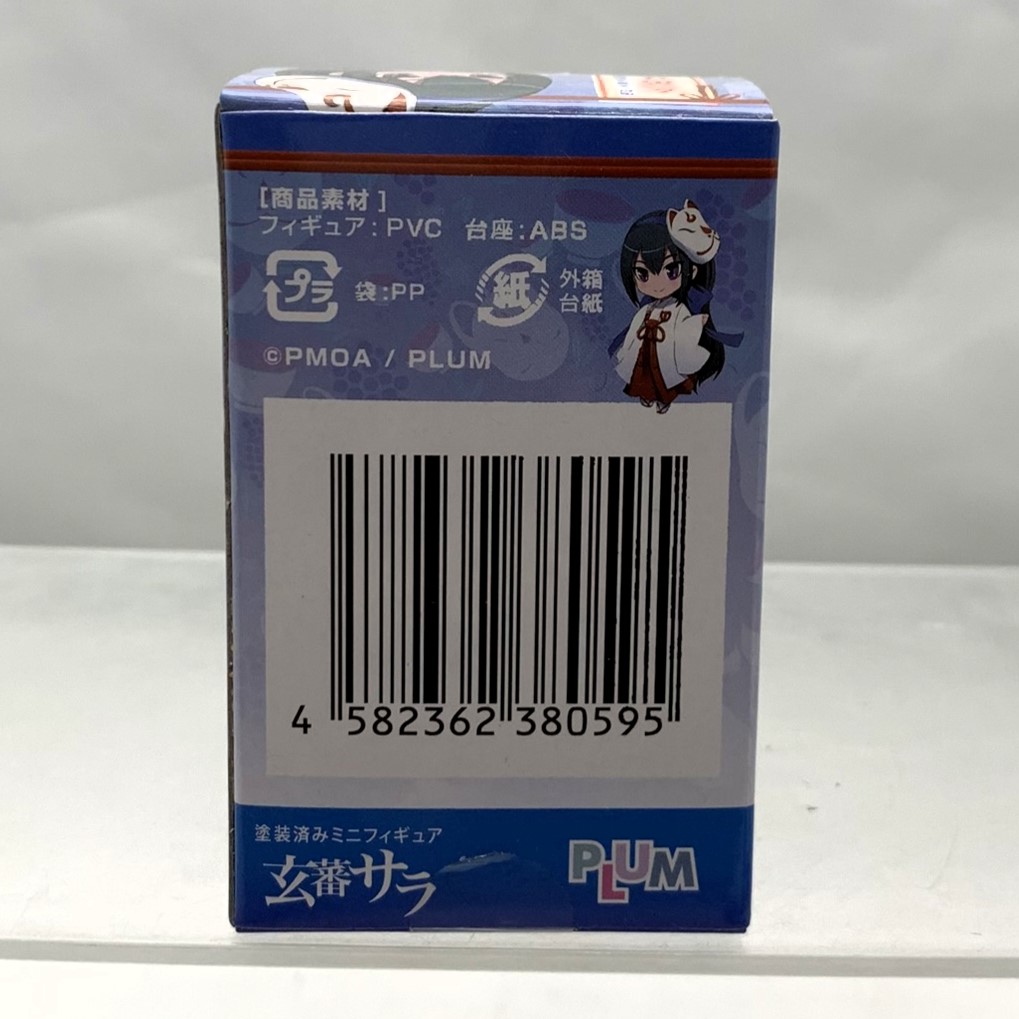 [商品素材]
フィギュア:PVC 台座:ABS
プラ 袋:PP 紙 外箱
台紙
©PMOA / PLUM
4 582362 380595
塗装済みミニフィギュア
玄蕃サラ
PLUM